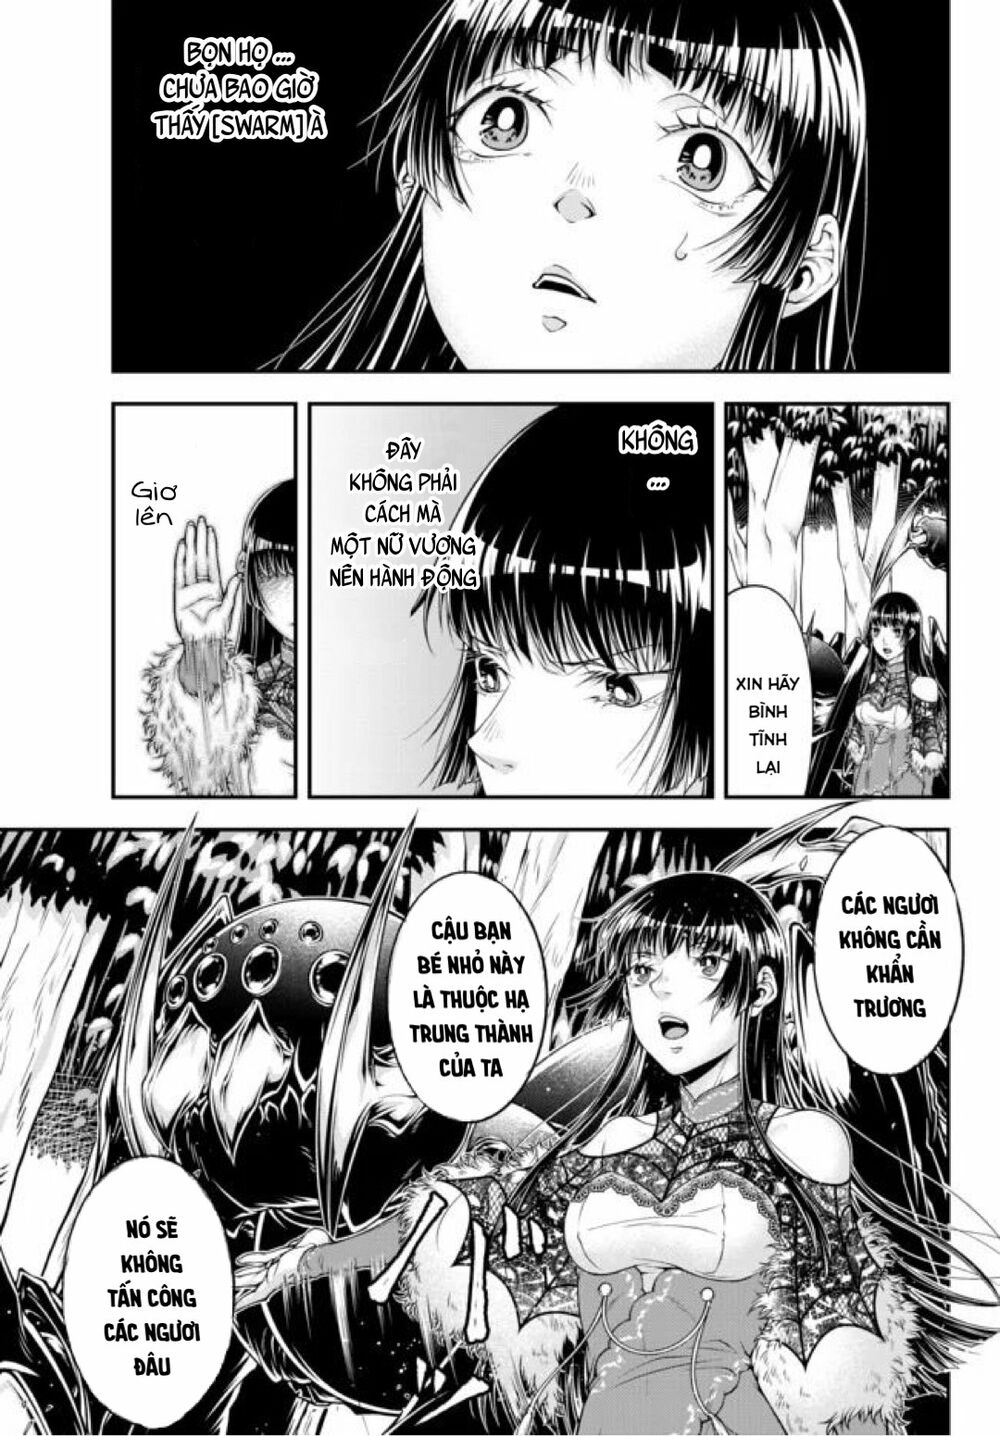 BỌN HỌ ...
CHƯA BAO GIỜ
THẤY [SWARM] À
XIN HÃY
BÌNH
TĨNH
LẠI
KHÔNG
...
ĐÂY
KHÔNG PHẢI
CÁCH MÀ
MỘT NỮ VƯƠNG
NÊN HÀNH ĐỘNG
Giơ
lên
CÁC NGƯƠI
KHÔNG CẦN
KHẨN
TRƯƠNG
CẬU BẠN
BÉ NHỎ NÀY
LÀ THUỘC HẠ
TRUNG THÀNH
CỦA TA
NÓ SẼ
KHÔNG
TẤN CÔNG
CÁC NGƯƠI
ĐÂU